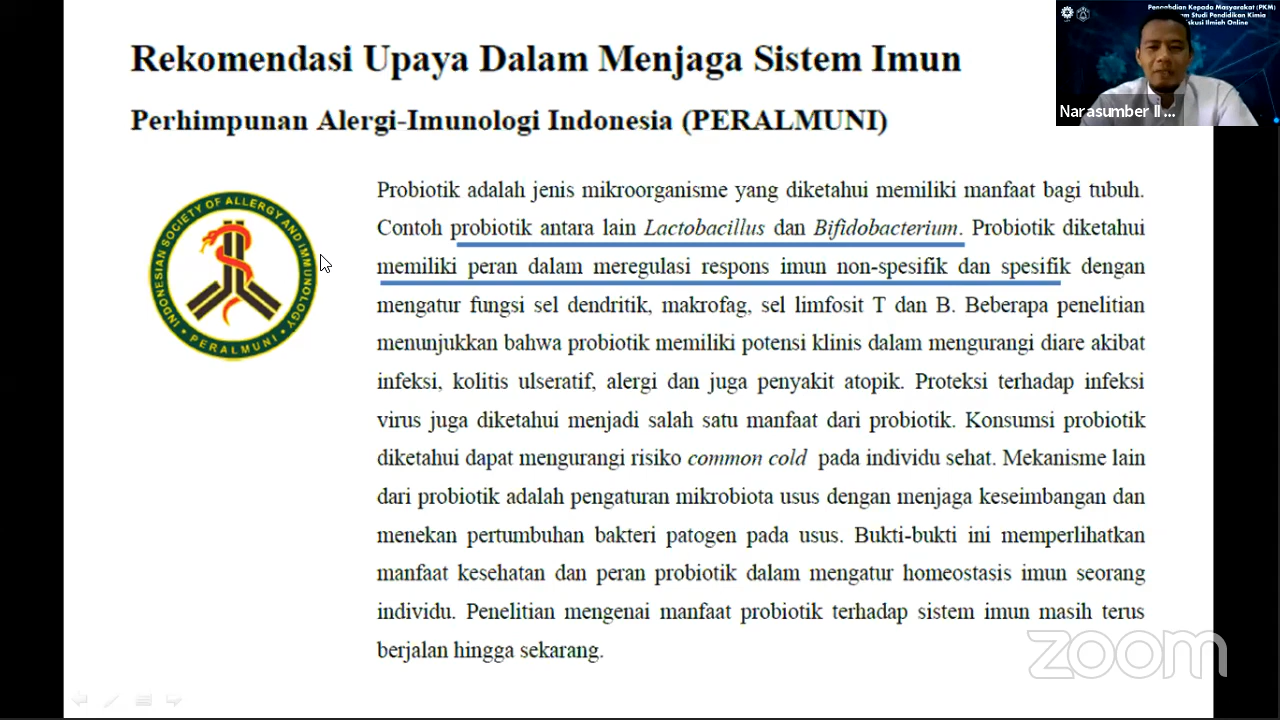 Rekomendasi Upaya Dalam Menjaga Sistem Imun
Perhimpunan Alergi-Imunologi Indonesia (PERALMUNI)
Pengabdian Kepada Masyarakat (PKM)
Studi Pendidikan Kimia
Ilmiah Online
Narasumber II ...
INDONESIAN SOCIETY OF ALLERGY AND IMMUNOLOGY
• PERALMUNI •
Probiotik adalah jenis mikroorganisme yang diketahui memiliki manfaat bagi tubuh.
Contoh probiotik antara lain Lactobacillus dan Bifidobacterium. Probiotik diketahui
memiliki peran dalam meregulasi respons imun non-spesifik dan spesifik dengan
mengatur fungsi sel dendritik, makrofag, sel limfosit T dan B. Beberapa penelitian
menunjukkan bahwa probiotik memiliki potensi klinis dalam mengurangi diare akibat
infeksi, kolitis ulseratif, alergi dan juga penyakit atopik. Proteksi terhadap infeksi
virus juga diketahui menjadi salah satu manfaat dari probiotik. Konsumsi probiotik
diketahui dapat mengurangi risiko common cold pada individu sehat. Mekanisme lain
dari probiotik adalah pengaturan mikrobiota usus dengan menjaga keseimbangan dan
menekan pertumbuhan bakteri patogen pada usus. Bukti-bukti ini memperlihatkan
manfaat kesehatan dan peran probiotik dalam mengatur homeostasis imun seorang
individu. Penelitian mengenai manfaat probiotik terhadap sistem imun masih terus
berjalan hingga sekarang.
zoom